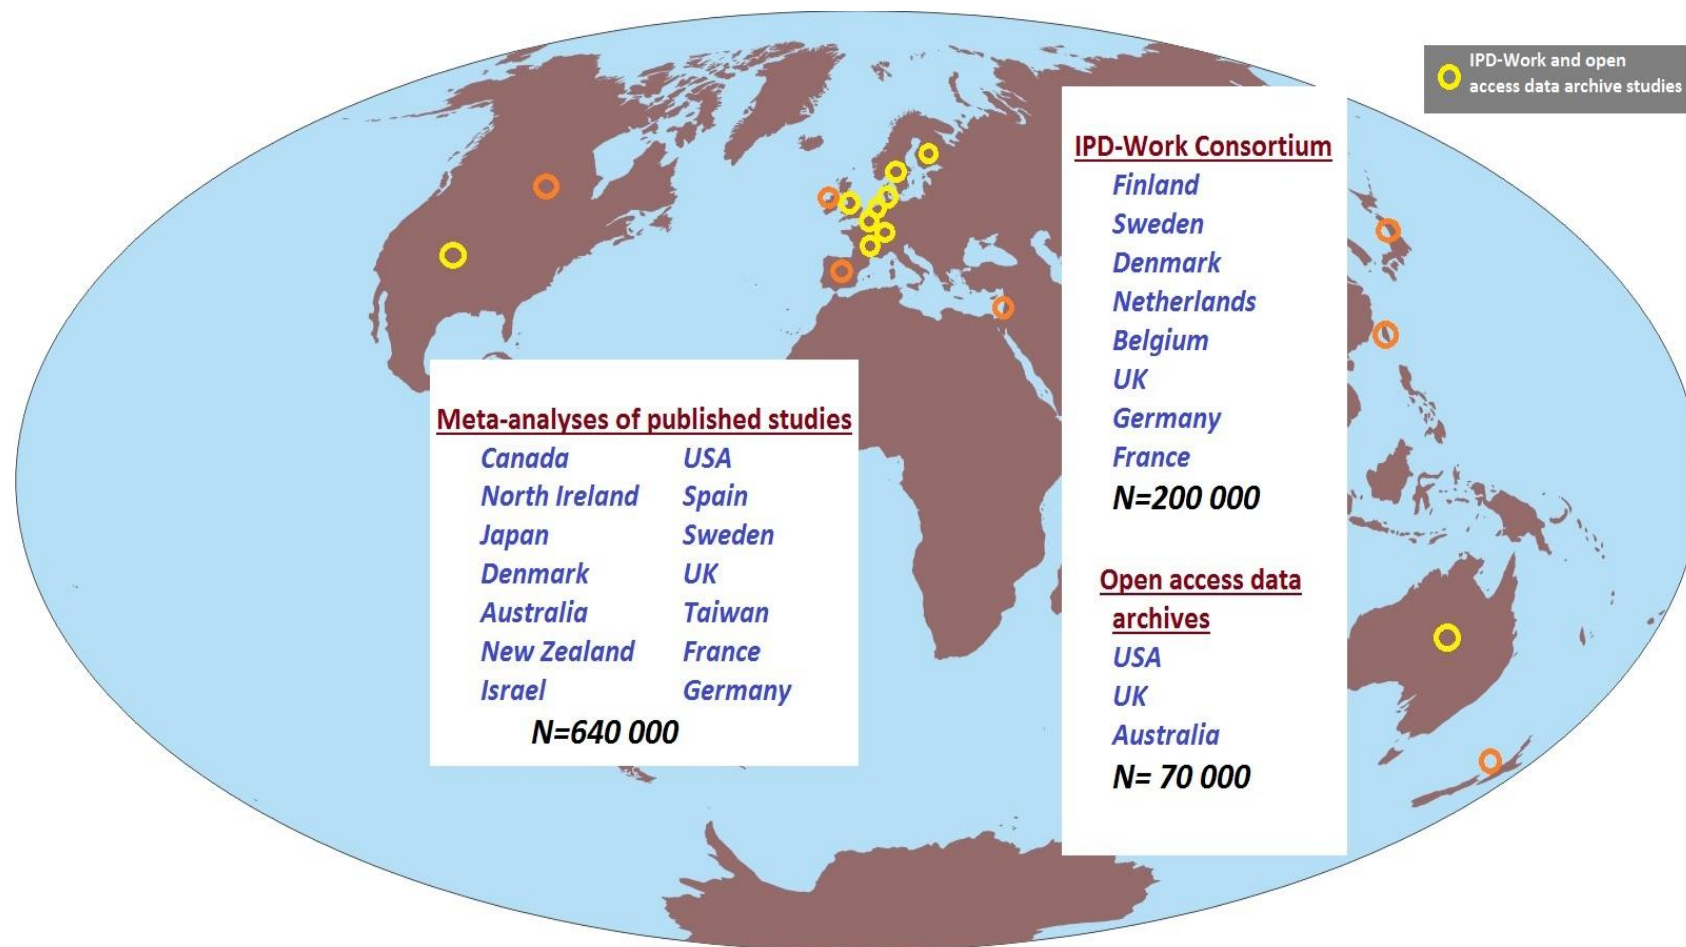 IPD-Work and open
access data archive studies
IPD-Work Consortium
Finland
Sweden
Denmark
Netherlands
Belgium
UK
Germany
France
N=200 000
Open access data
archives
USA
UK
Australia
N= 70 000
Meta-analyses of published studies
Canada USA
North Ireland Spain
Japan Sweden
Denmark UK
Australia Taiwan
New Zealand France
Israel Germany
N=640 000